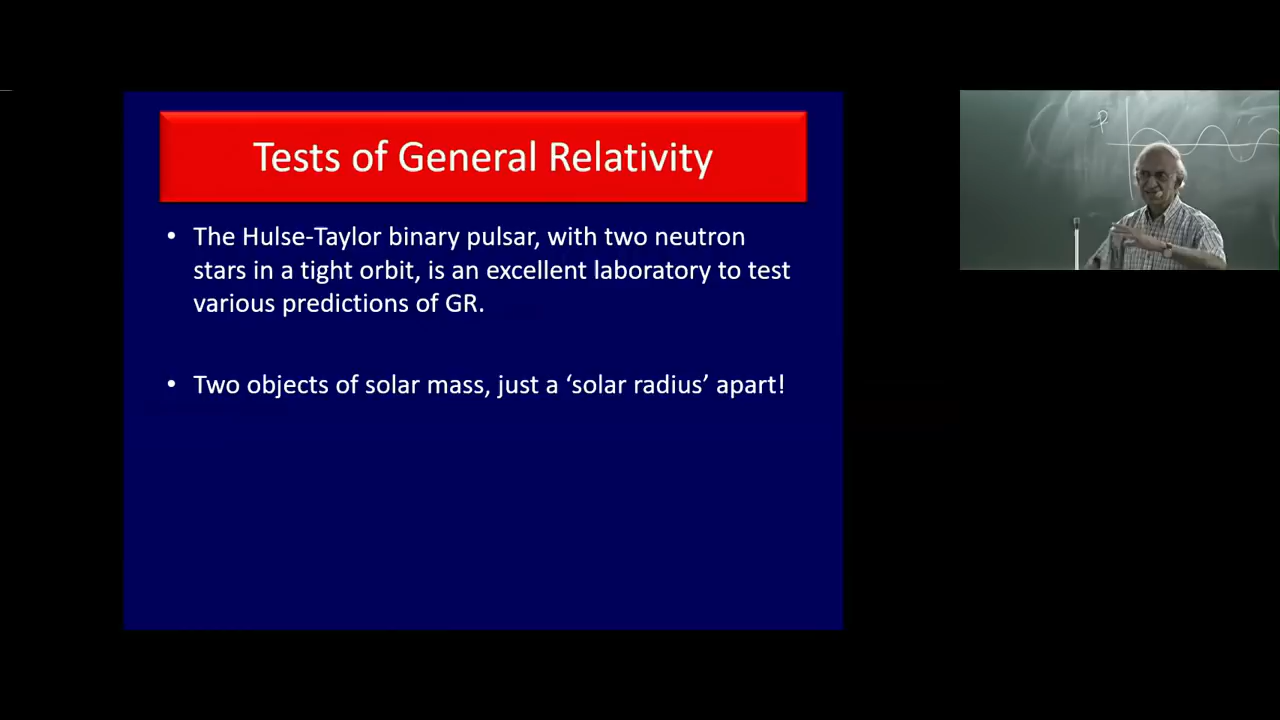 Tests of General Relativity
• The Hulse-Taylor binary pulsar, with two neutron
stars in a tight orbit, is an excellent laboratory to test
various predictions of GR.
• Two objects of solar mass, just a ‘solar radius’ apart!
P